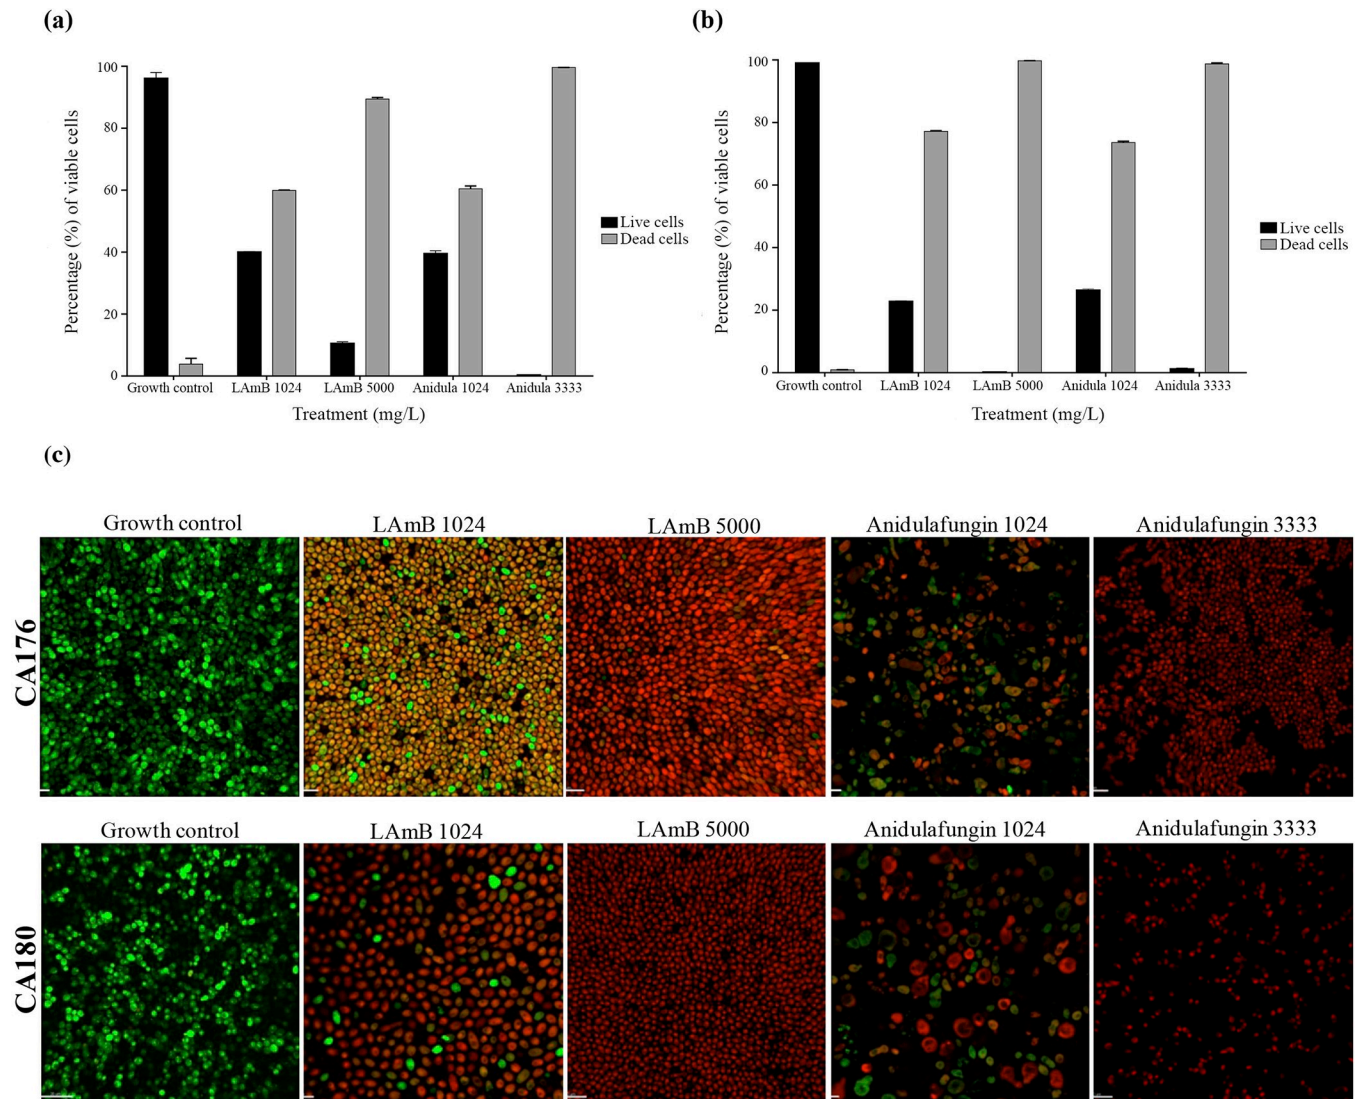 (a)
100
80
60
40
20
0
Percentage (%) of viable cells
Growth control LAmB 1024 LAmB 5000 Anidula 1024 Anidula 3333
Treatment (mg/L)
Live cells
Dead cells
(b)
100
80
60
40
20
0
Percentage (%) of viable cells
Growth control LAmB 1024 LAmB 5000 Anidula 1024 Anidula 3333
Treatment (mg/L)
Live cells
Dead cells
(c)
Growth control LAmB 1024 LAmB 5000 Anidulafungin 1024 Anidulafungin 3333
CA176
Growth control LAmB 1024 LAmB 5000 Anidulafungin 1024 Anidulafungin 3333
CA180